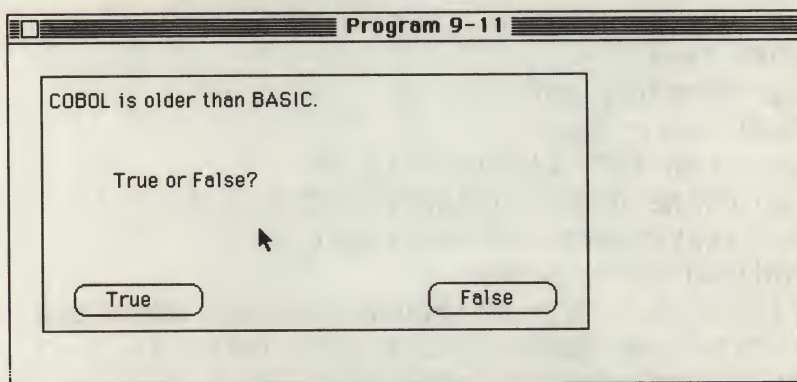 Program 9-11
COBOL is older than BASIC.
True or False?
True
False